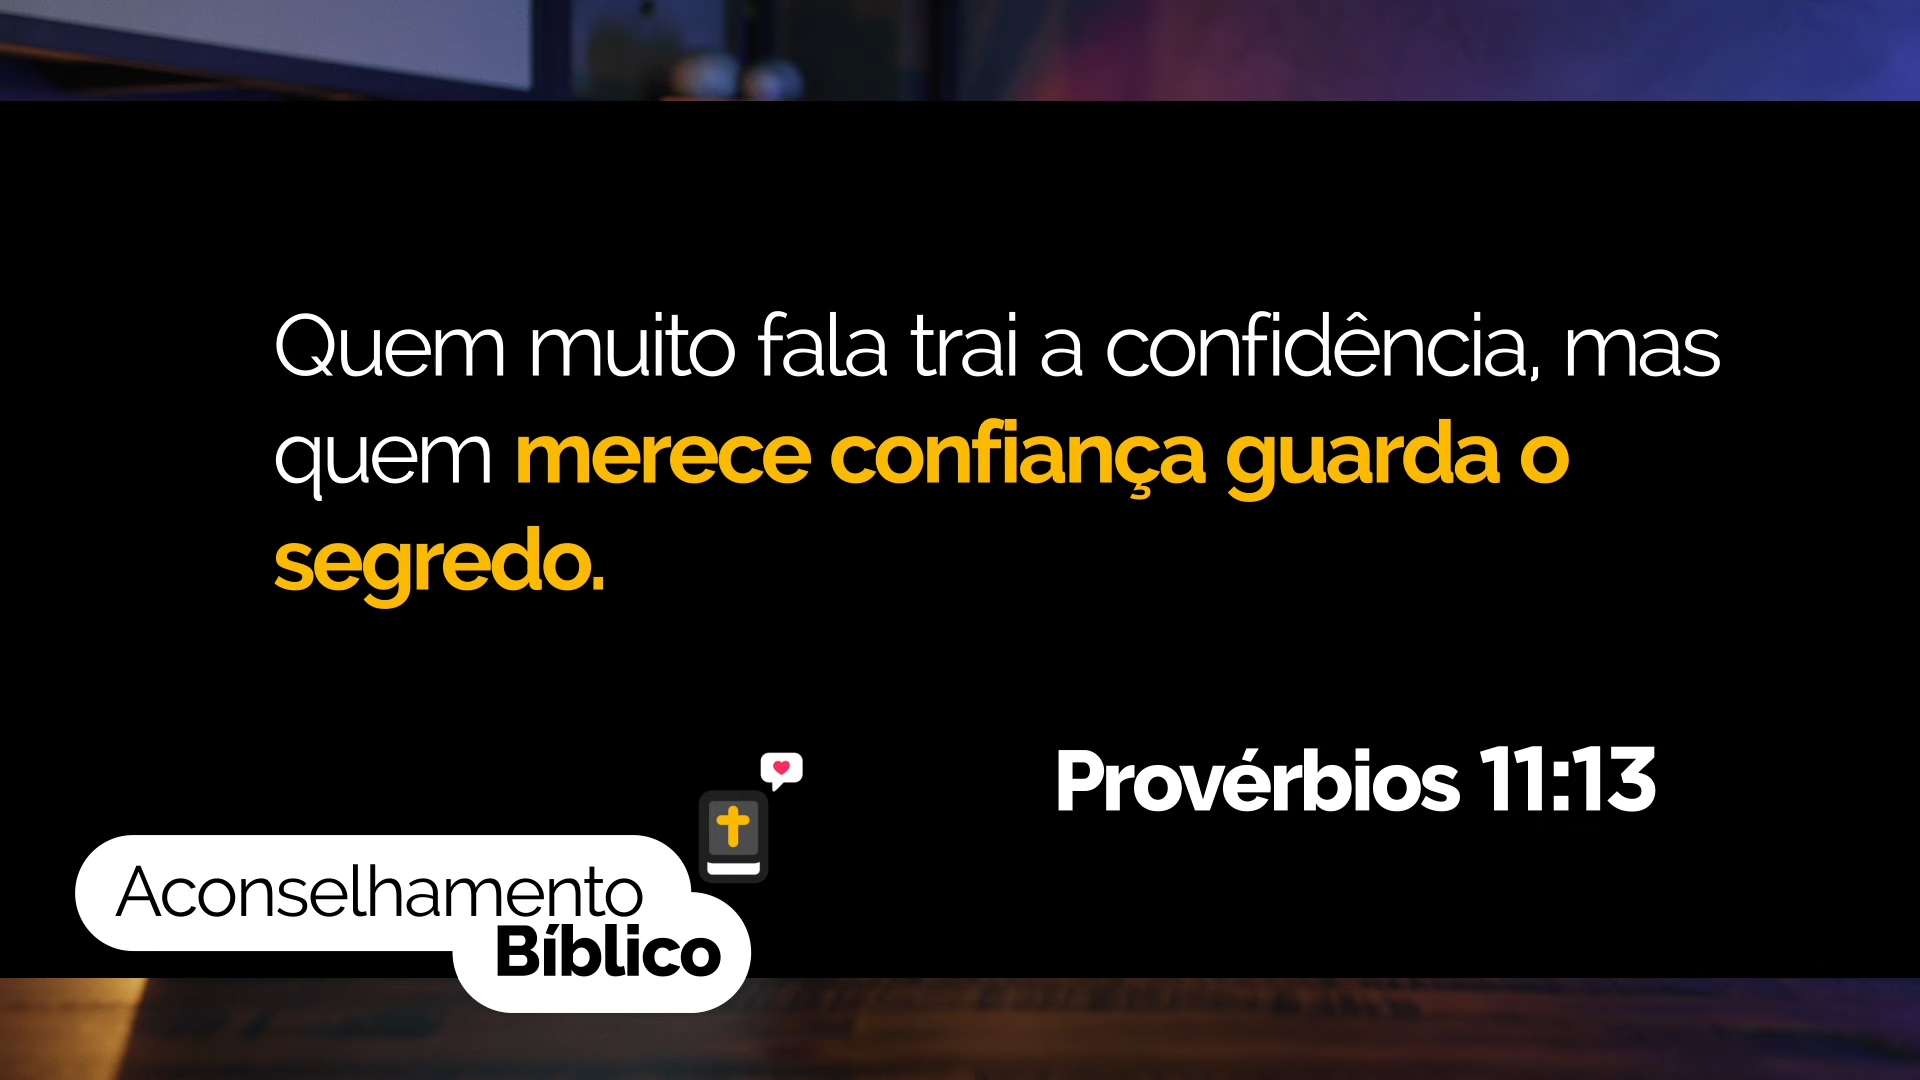 Quem muito fala trai a confidência, mas
quem merece confiança guarda o
segredo.
Provérbios 11:13
Aconselhamento
Bíblico